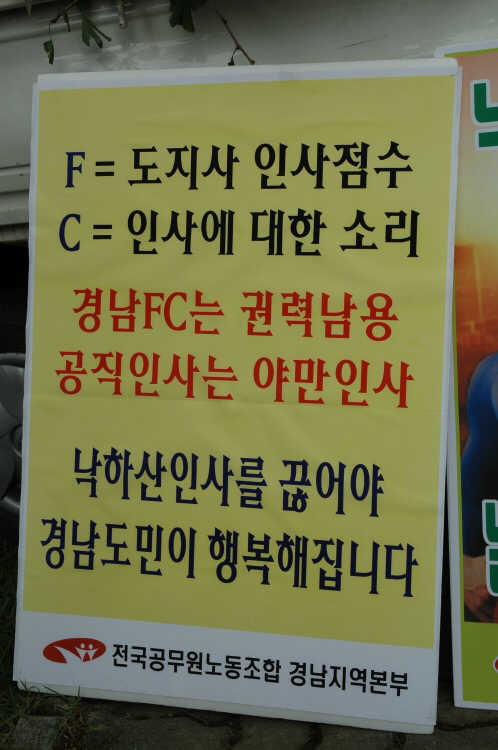 F = 도지사 인사점수
C = 인사에 대한 소리
경남FC는 권력남용
공직인사는 야만인사
낙하산인사를 끊어야
경남도민이 행복해집니다
전국공무원노동조합 경남지역본부